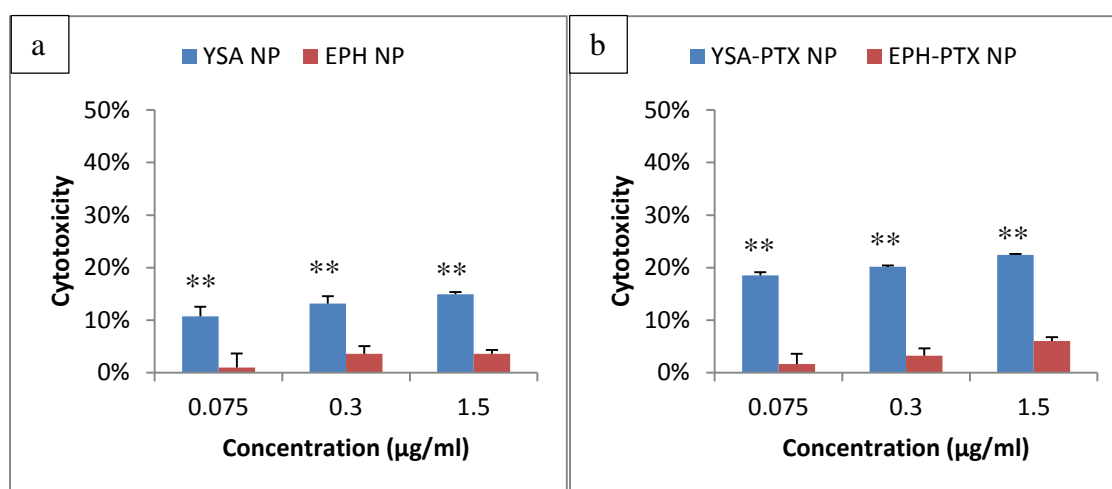 a
YSA NP EPH NP
50%
40%
30%
20%
10%
0%
Cytotoxicity
** ** **
0.075 0.3 1.5
Concentration (µg/ml)
b
YSA-PTX NP EPH-PTX NP
50%
40%
30%
20%
10%
0%
Cytotoxicity
** ** **
0.075 0.3 1.5
Concentration (µg/ml)